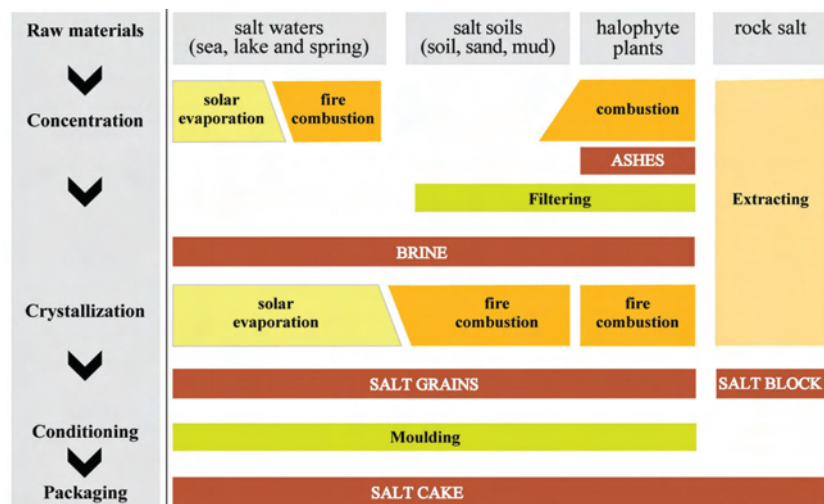 Raw materials
salt waters
(sea, lake and spring)
salt soils
(soil, sand, mud)
halophyte
plants
rock salt
Concentration
solar
evaporation
fire
combustion
combustion
ASHES
Filtering
Extracting
BRINE
Crystallization
solar
evaporation
fire
combustion
fire
combustion
SALT GRAINS
SALT BLOCK
Conditioning
Moulding
Packaging
SALT CAKE